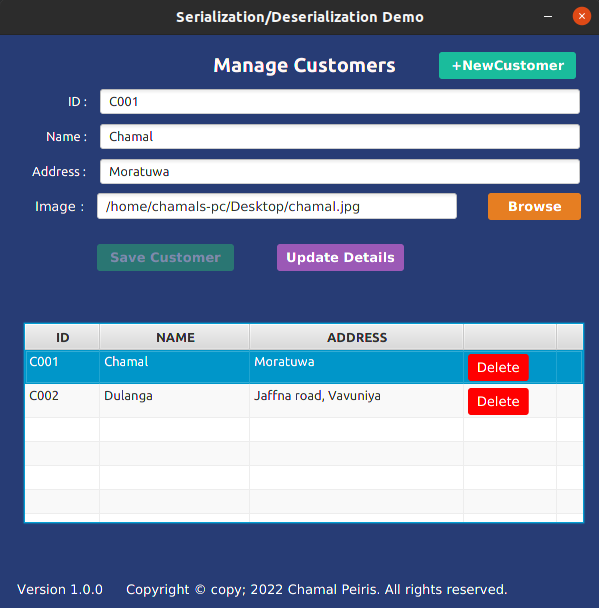 Serialization/Deserialization Demo
Manage Customers +NewCustomer
ID : C001
Name : Chamal
Address : Moratuwa
Image : /home/chamals-pc/Desktop/chamal.jpg Browse
Save Customer Update Details
ID NAME ADDRESS
C001 Chamal Moratuwa Delete
C002 Dulanga Jaffna road, Vavuniya Delete
Version 1.0.0 Copyright © copy; 2022 Chamal Peiris. All rights reserved.